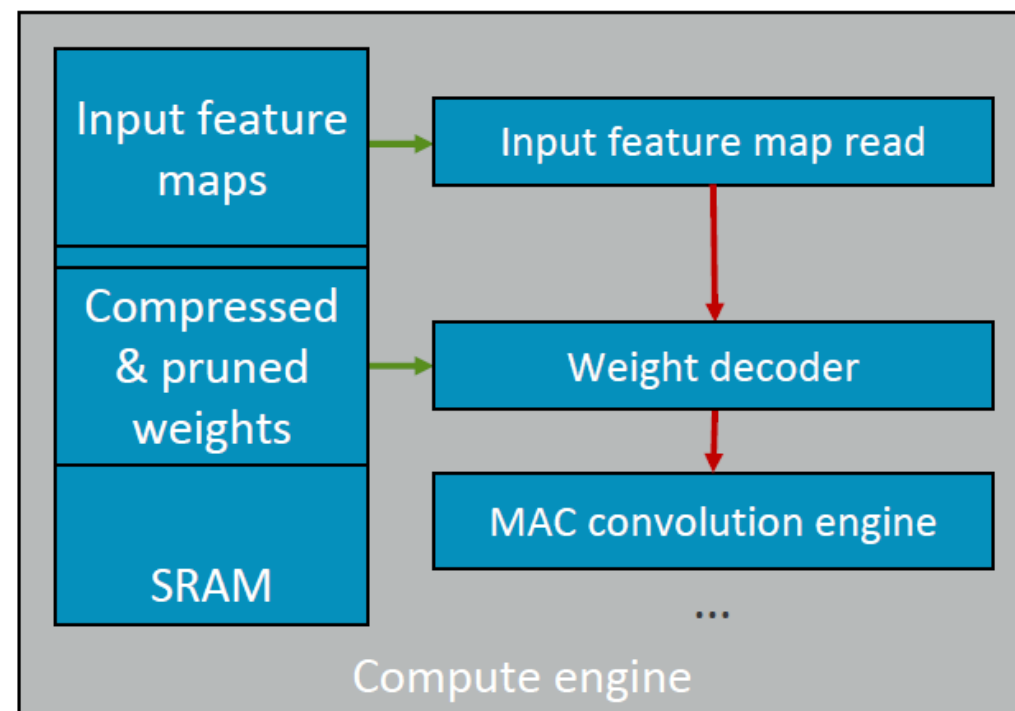 Input feature
maps
Input feature map read
Compressed
& pruned
weights
Weight decoder
MAC convolution engine
SRAM
...
Compute engine